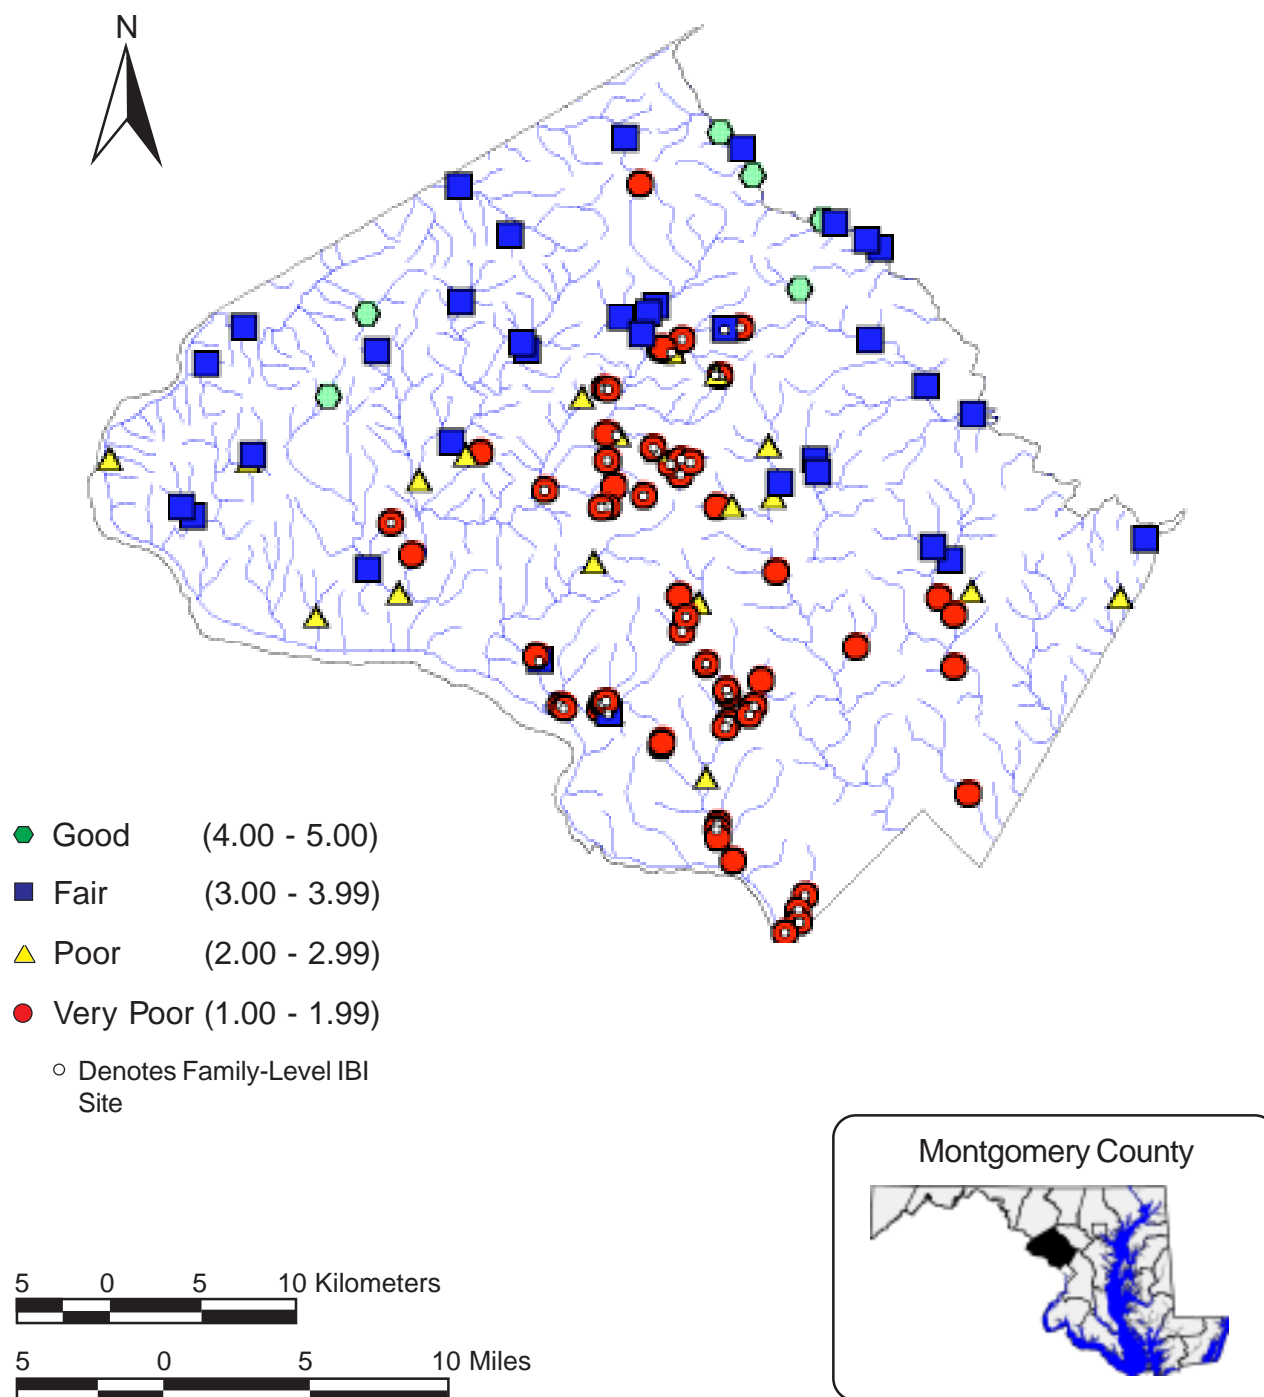 N
Good (4.00 - 5.00)
Fair (3.00 - 3.99)
Poor (2.00 - 2.99)
Very Poor (1.00 - 1.99)
Denotes Family-Level IBI
Site
Montgomery County
5 0 5 10 Kilometers
5 0 5 10 Miles